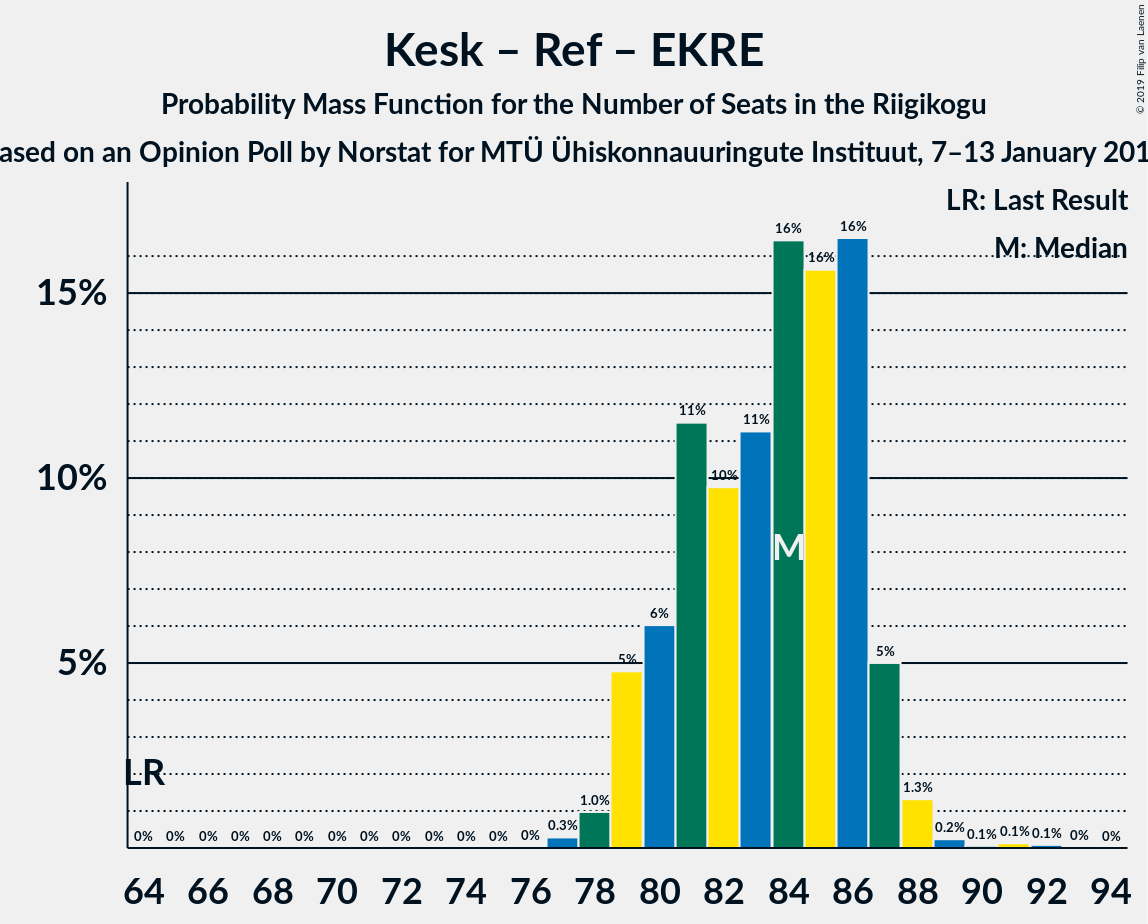 Kesk – Ref – EKRE
Probability Mass Function for the Number of Seats in the Riigikogu
ased on an Opinion Poll by Norstat for MTÜ Ühiskonnauuringute Instituut, 7–13 January 201
© 2019 Filip van Laenen
LR: Last Result
M: Median
15%
10%
5%
LR
M
0% 0% 0% 0% 0% 0% 0% 0% 0% 0% 0% 0% 0% 0.3% 1.0% 5% 6% 11% 10% 11% 16% 16% 16% 5% 1.3% 0.2% 0.1% 0.1% 0.1% 0% 0%
64 66 68 70 72 74 76 78 80 82 84 86 88 90 92 94